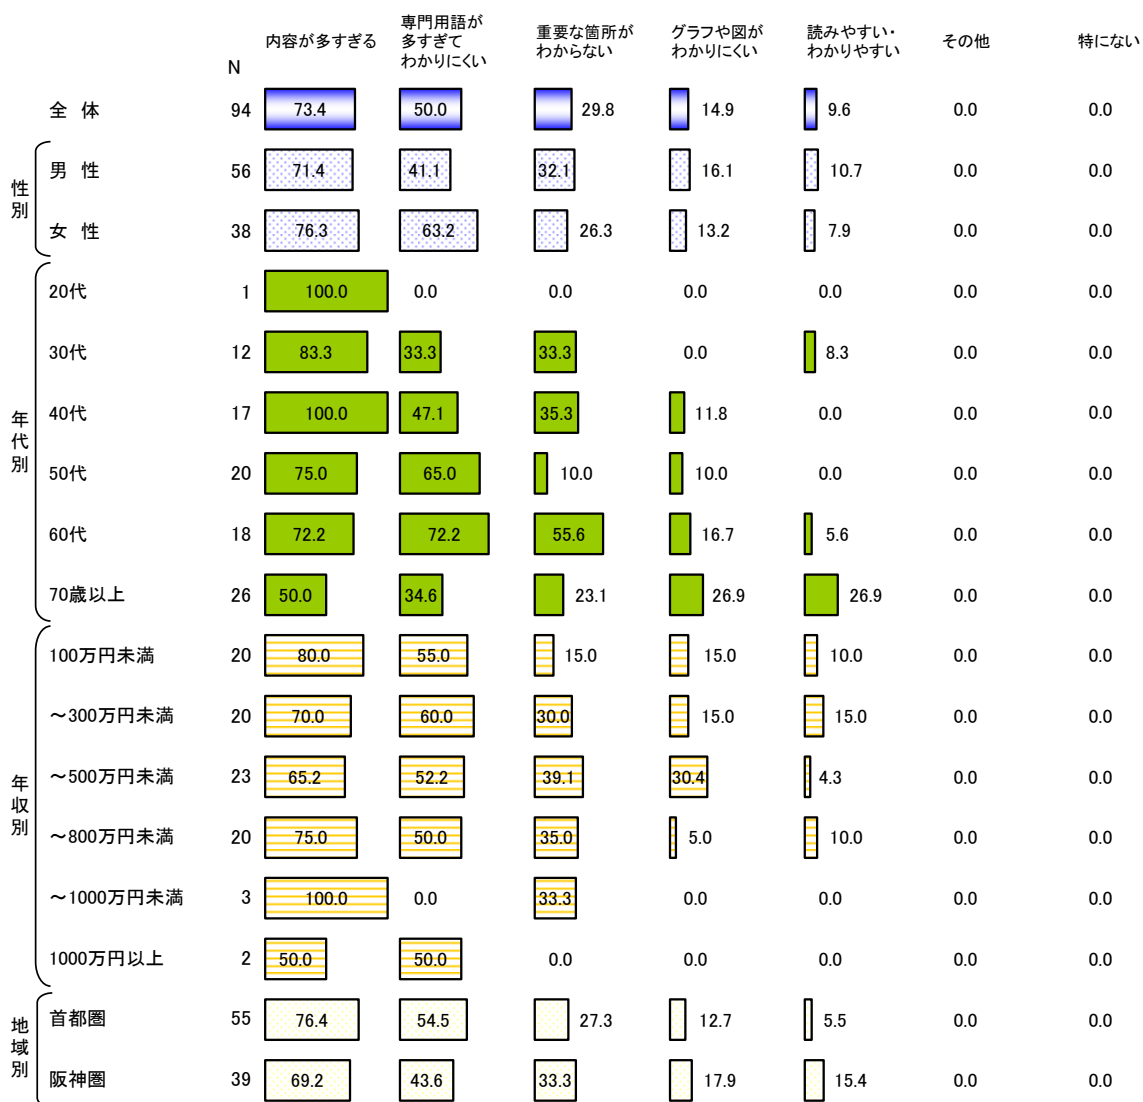 内容が多すぎる
専門用語が
多すぎて
わかりにくい
重要な箇所が
わからない
グラフや図が
わかりにくい
読みやすい・
わかりやすい
その他
特にない
N
全 体 94 73.4 50.0 29.8 14.9 9.6 0.0 0.0
性別
男 性 56 71.4 41.1 32.1 16.1 10.7 0.0 0.0
女 性 38 76.3 63.2 26.3 13.2 7.9 0.0 0.0
年代別
20代 1 100.0 0.0 0.0 0.0 0.0 0.0 0.0
30代 12 83.3 33.3 33.3 0.0 8.3 0.0 0.0
40代 17 100.0 47.1 35.3 11.8 0.0 0.0 0.0
50代 20 75.0 65.0 10.0 10.0 0.0 0.0 0.0
60代 18 72.2 72.2 55.6 16.7 5.6 0.0 0.0
70歳以上 26 50.0 34.6 23.1 26.9 26.9 0.0 0.0
年収別
100万円未満 20 80.0 55.0 15.0 15.0 10.0 0.0 0.0
～300万円未満 20 70.0 60.0 30.0 15.0 15.0 0.0 0.0
～500万円未満 23 65.2 52.2 39.1 30.4 4.3 0.0 0.0
～800万円未満 20 75.0 50.0 35.0 5.0 10.0 0.0 0.0
～1000万円未満 3 100.0 0.0 33.3 0.0 0.0 0.0 0.0
1000万円以上 2 50.0 50.0 0.0 0.0 0.0 0.0 0.0
地域別
首都圏 55 76.4 54.5 27.3 12.7 5.5 0.0 0.0
阪神圏 39 69.2 43.6 33.3 17.9 15.4 0.0 0.0